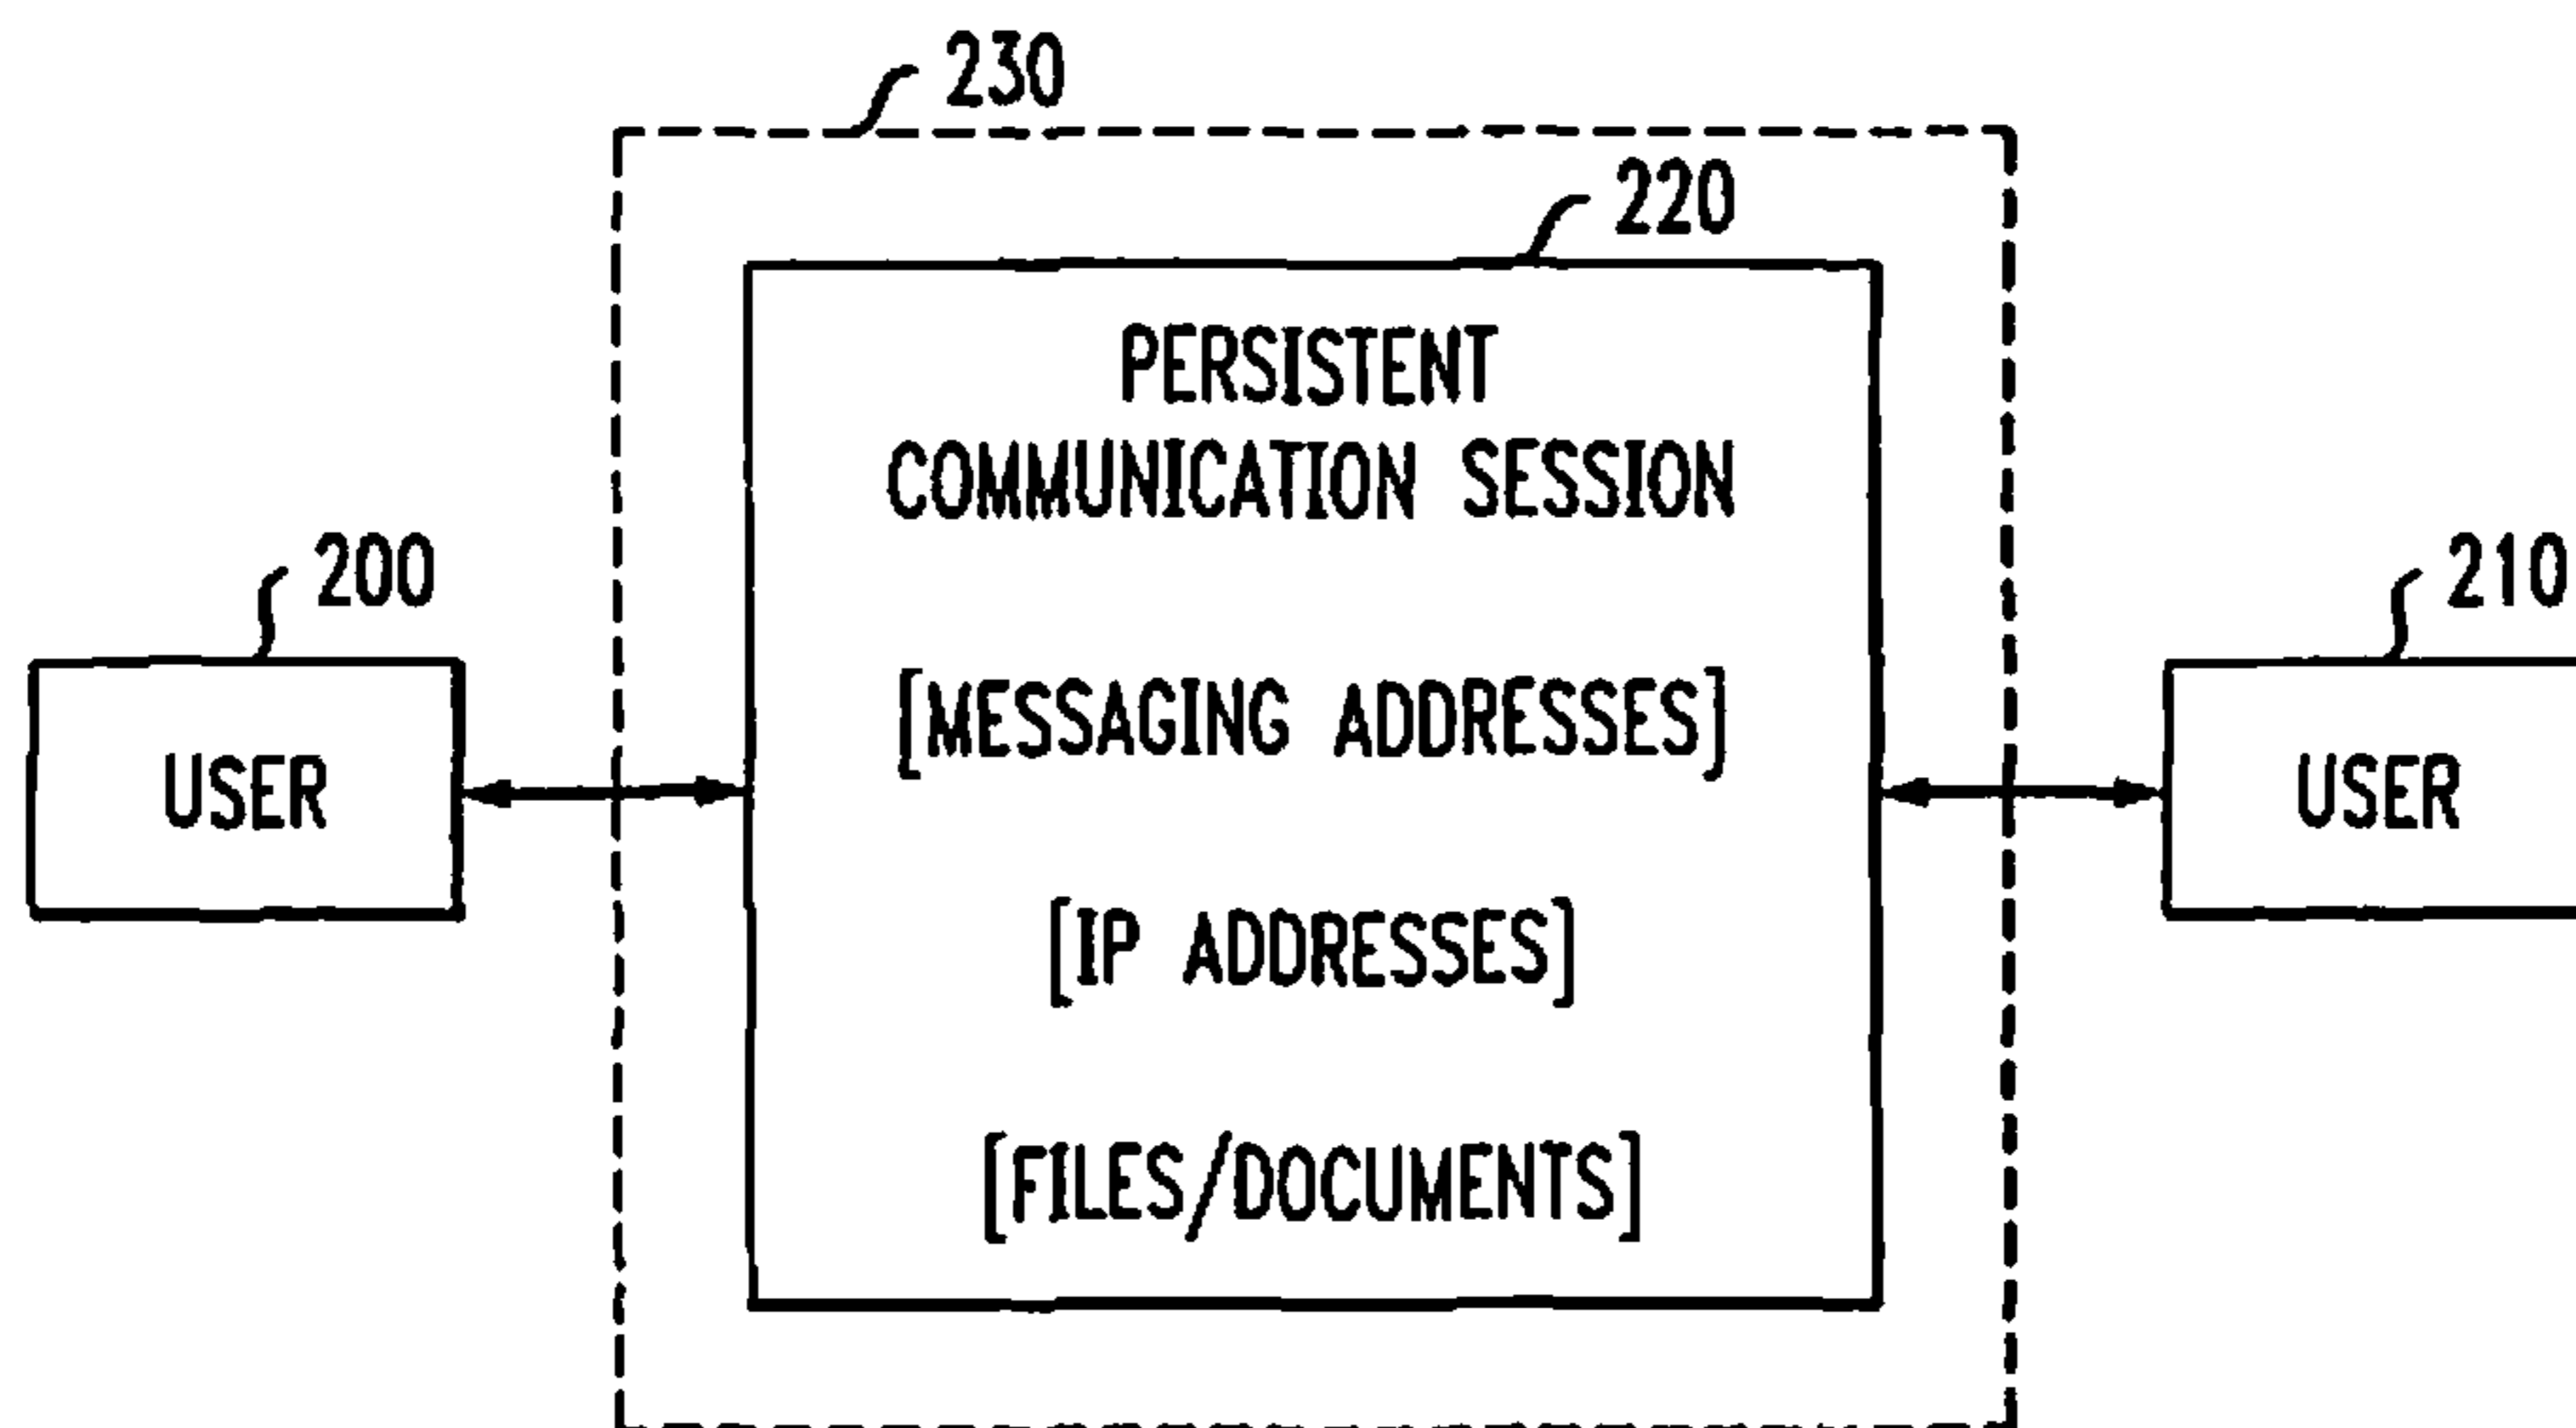 230
220
PERSISTENT
COMMUNICATION SESSION
200
210
[MESSAGING ADDRESSES]
USER
USER
[IP ADDRESSES]
[FILES/DOCUMENTS]